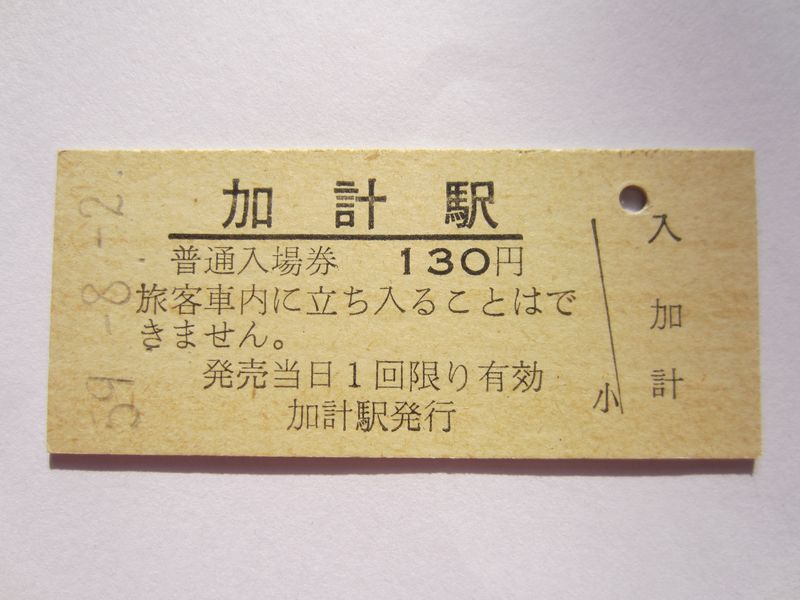 加計駅
普通入場券 130円
旅客車内に立ち入ることはで
きません。
発売当日1回限り有効
加計駅発行
59.-8.-2.
入加計
小